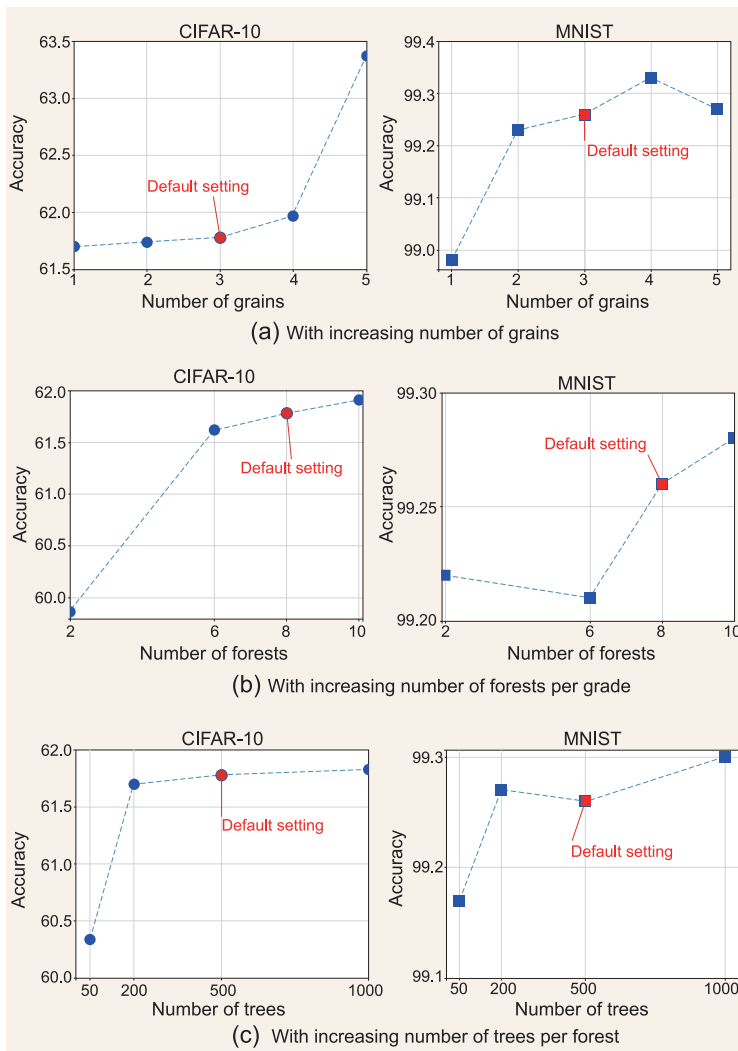 CIFAR-10
63.5
63.0
62.5
62.0
61.5
Accuracy
Default setting
1 2 3 4 5
Number of grains
MNIST
99.4
99.3
99.2
99.1
99.0
Accuracy
Default setting
1 2 3 4 5
Number of grains
(a) With increasing number of grains
CIFAR-10
62.0
61.5
61.0
60.5
60.0
Accuracy
Default setting
2 6 8 10
Number of forests
MNIST
99.30
99.25
99.20
Accuracy
Default setting
2 6 8 10
Number of forests
(b) With increasing number of forests per grade
CIFAR-10
62.0
61.5
61.0
60.5
60.0
Accuracy
Default setting
50 200 500 1000
Number of trees
MNIST
99.3
99.2
99.1
Accuracy
Default setting
50 200 500 1000
Number of trees
(c) With increasing number of trees per forest